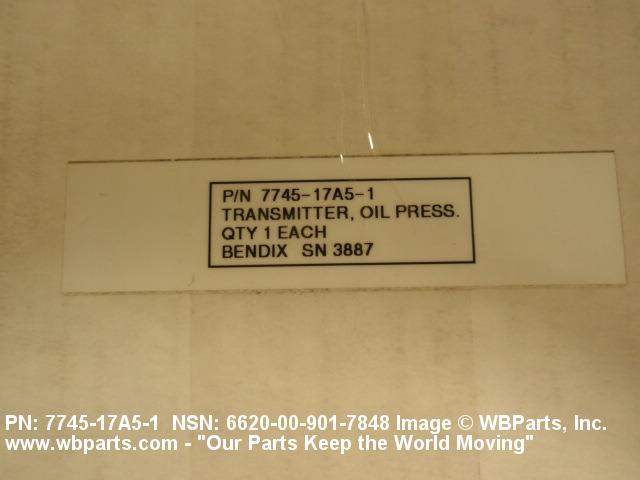 P/N 7745-17A5-1
TRANSMITTER, OIL PRESS.
QTY 1 EACH
BENDIX SN 3887
PN: 7745-17A5-1 NSN: 6620-00-901-7848 Image © WBParts, Inc.
www.wbparts.com - "Our Parts Keep the World Moving"